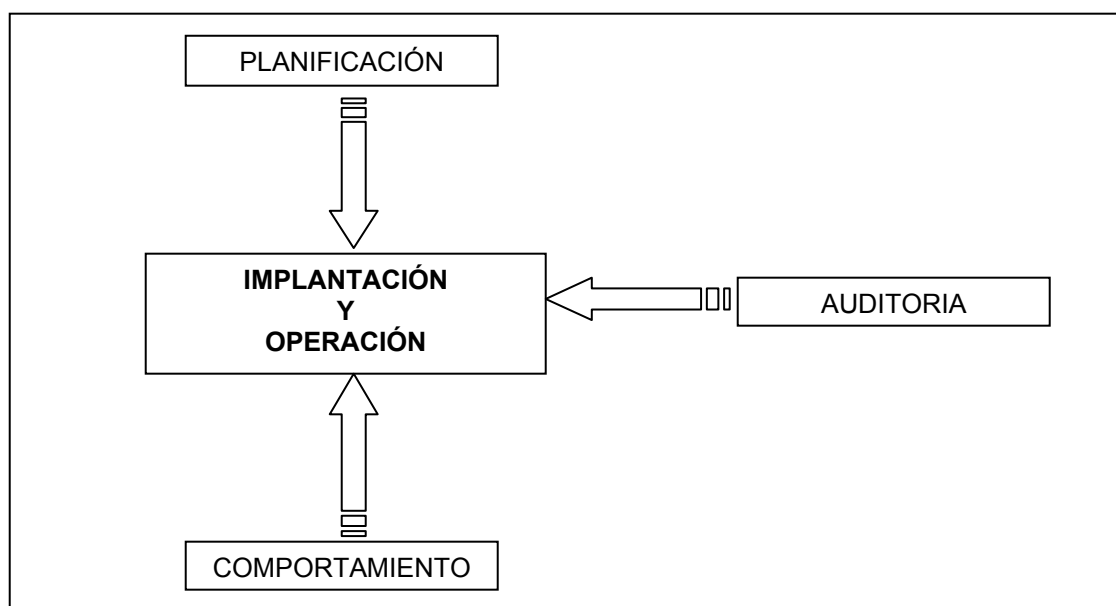 PLANIFICACIÓN
IMPLANTACIÓN
Y
OPERACIÓN
AUDITORIA
COMPORTAMIENTO